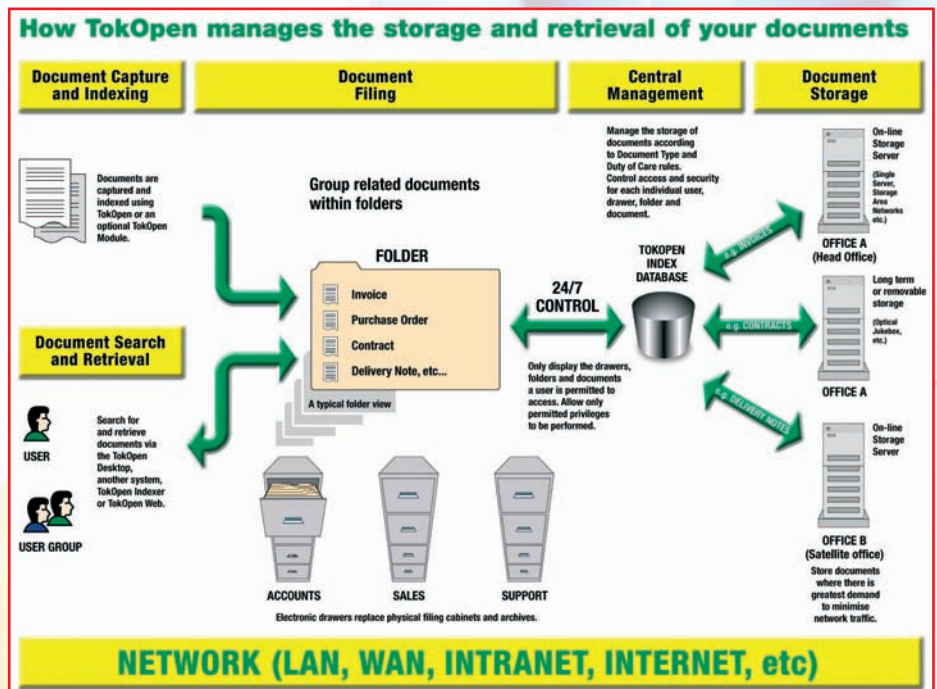 How TokOpen manages the storage and retrieval of your documents
Document Capture
and Indexing
Document
Filing
Central
Management
Document
Storage
Documents are
captured and
indexed using
TokOpen or an
optional TokOpen
Module.
Group related documents
within folders
Manage the storage of
documents according
to Document Type and
Duty of Care rules.
Control access and security
for each individual user,
drawer, folder and
document.
On-line
Storage
Server
(Single
Server,
Storage
Area
Networks
etc.)
OFFICE A
(Head Office)
FOLDER
Invoice
Purchase Order
Contract
Delivery Note, etc...
A typical folder view
24/7
CONTROL
TOKOPEN
INDEX
DATABASE
e.g. INVOICES
e.g. CONTRACTS
e.g. DELIVERY NOTES
Long term
or removable
storage
(Optical
Jukebox,
etc.)
OFFICE A
Document Search
and Retrieval
Only display the drawers,
folders and documents
a user is permitted to
access. Allow only
permitted privileges
to be performed.
USER
USER GROUP
Search for
and retrieve
documents via
the TokOpen
Desktop,
another system,
TokOpen Indexer
or TokOpen Web.
On-line
Storage
Server
OFFICE B
(Satellite office)
Store documents
where there is
greatest demand
to minimise
network traffic.
ACCOUNTS
SALES
SUPPORT
Electronic drawers replace physical filing cabinets and archives.
NETWORK (LAN, WAN, INTRANET, INTERNET, etc)